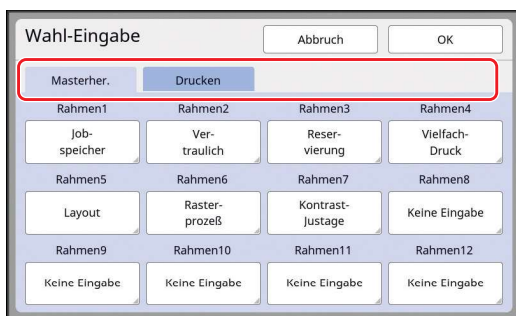 Wahl-Eingabe
Abbruch
OK
Masterher.
Drucken
Rahmen1
Rahmen2
Rahmen3
Rahmen4
Job-
speicher
Ver-
traulich
Reser-
vierung
Vielfach-
Druck
Rahmen5
Rahmen6
Rahmen7
Rahmen8
Layout
Raster-
prozeß
Kontrast-
Justage
Keine Eingabe
Rahmen9
Rahmen10
Rahmen11
Rahmen12
Keine Eingabe
Keine Eingabe
Keine Eingabe
Keine Eingabe